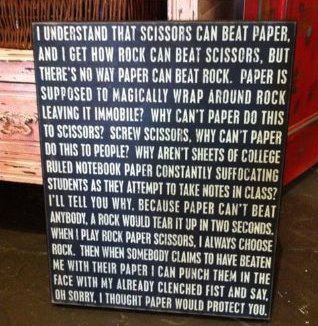 I UNDERSTAND THAT SCISSORS CAN BEAT PAPER,
AND I GET HOW ROCK CAN BEAT SCISSORS, BUT
THERE'S NO WAY PAPER CAN BEAT ROCK. PAPER IS
SUPPOSED TO MAGICALLY WRAP AROUND ROCK
LEAVING IT IMMOBILE? WHY CAN'T PAPER DO THIS
TO SCISSORS? SCREW SCISSORS, WHY CAN'T PAPER
DO THIS TO PEOPLE? WHY AREN'T SHEETS OF COLLEGE
RULED NOTEBOOK PAPER CONSTANTLY SUFFOCATING
STUDENTS AS THEY ATTEMPT TO TAKE NOTES IN CLASS?
I'LL TELL YOU WHY. BECAUSE PAPER CAN'T BEAT
ANYBODY, A ROCK WOULD TEAR IT UP IN TWO SECONDS.
WHEN I PLAY ROCK PAPER SCISSORS, I ALWAYS CHOOSE
ROCK. THEN WHEN SOMEBODY CLAIMS TO HAVE BEATEN
ME WITH THEIR PAPER I CAN PUNCH THEM IN THE
FACE WITH MY ALREADY CLENCHED FIST AND SAY,
OH SORRY, I THOUGHT PAPER WOULD PROTECT YOU.